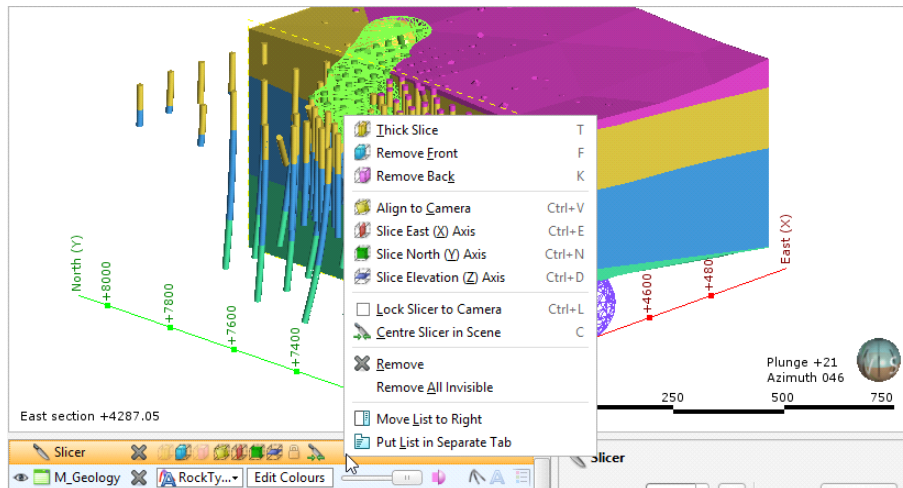 Thick Slice T
Remove Front F
Remove Back K
Align to Camera Ctrl+V
Slice East (X) Axis Ctrl+E
Slice North (Y) Axis Ctrl+N
Slice Elevation (Z) Axis Ctrl+D
Lock Slicer to Camera Ctrl+L
Centre Slicer in Scene C
Remove
Remove All Invisible
Move List to Right
Put List in Separate Tab
North (Y)
+8000
+7800
+7600
+7400
East (X)
+4800
+4600
Plunge +21
Azimuth 046
250 500 750
East section +4287.05
Slicer
M_Geology RockTy... Edit Colours
Slicer